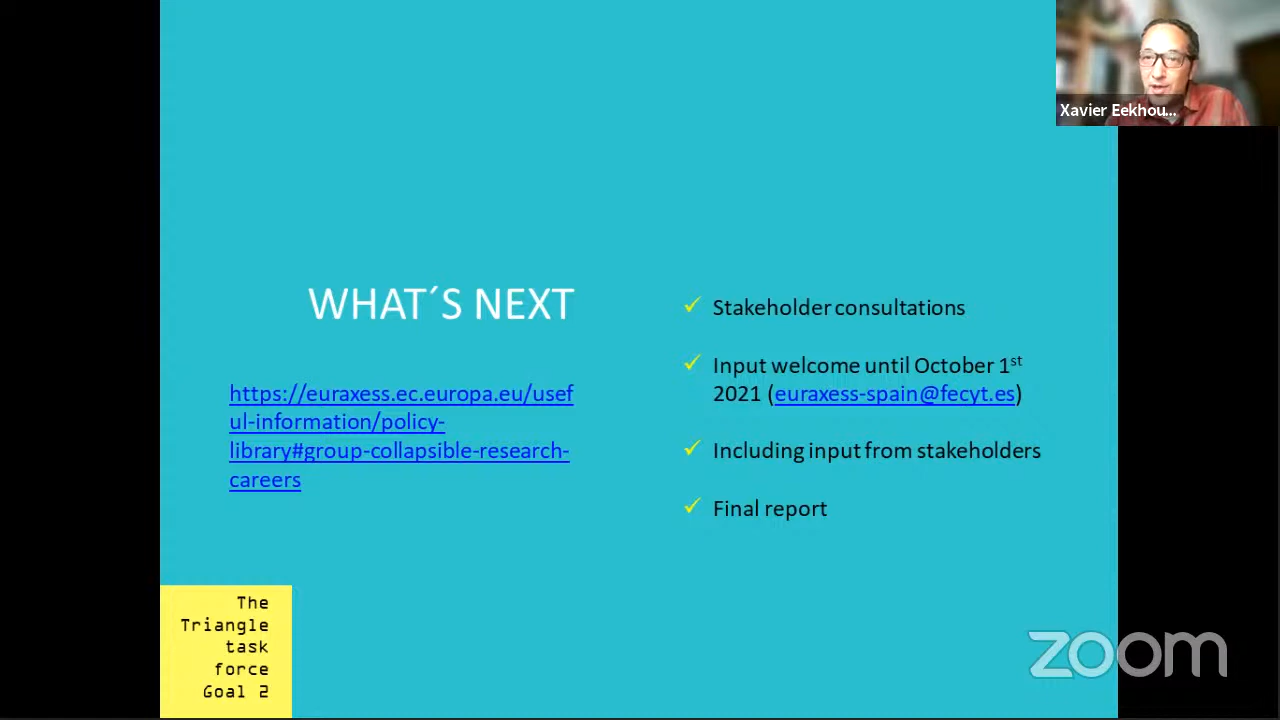 Xavier Eekhou...
WHAT´S NEXT
https://euraxess.ec.europa.eu/usef
ul-information/policy-
library#group-collapsible-research-
careers
✓ Stakeholder consultations
✓ Input welcome until October 1st
2021 (euraxess-spain@fecyt.es)
✓ Including input from stakeholders
✓ Final report
The
Triangle
task
force
Goal 2
zoom